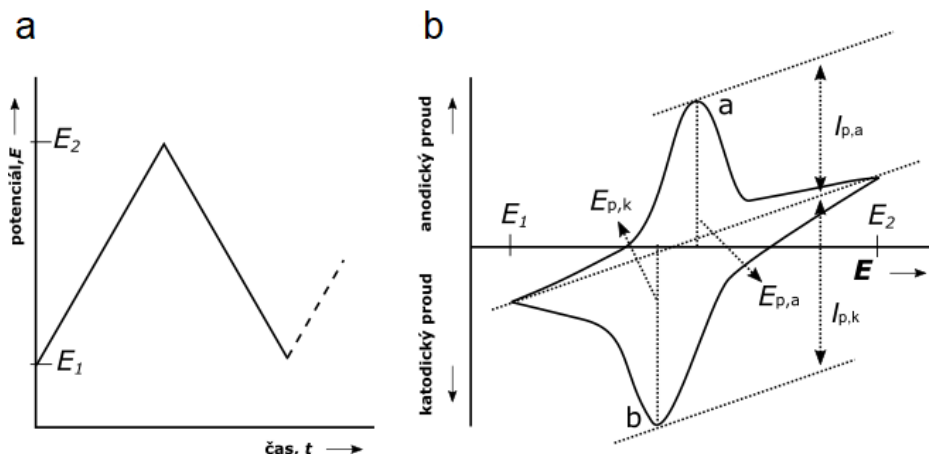 a
potenciál,E
E2
E1
čas, t
b
anodický proud
katodický proud
a
Ip,a
Ep,k
E1
E2
E
Ep,a
Ip,k
b